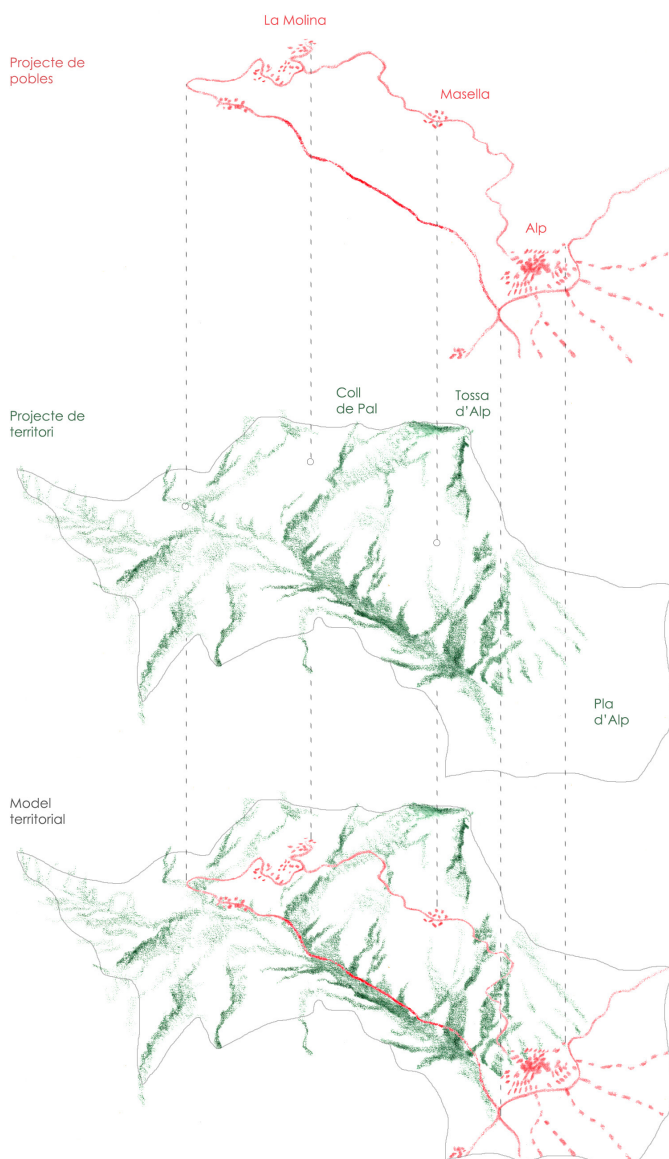 La Molina
Projecte de
pobles
Masella
Alp
Projecte de
territori
Coll
de Pal
Tossa
d'Alp
Pla
d'Alp
Model
territorial